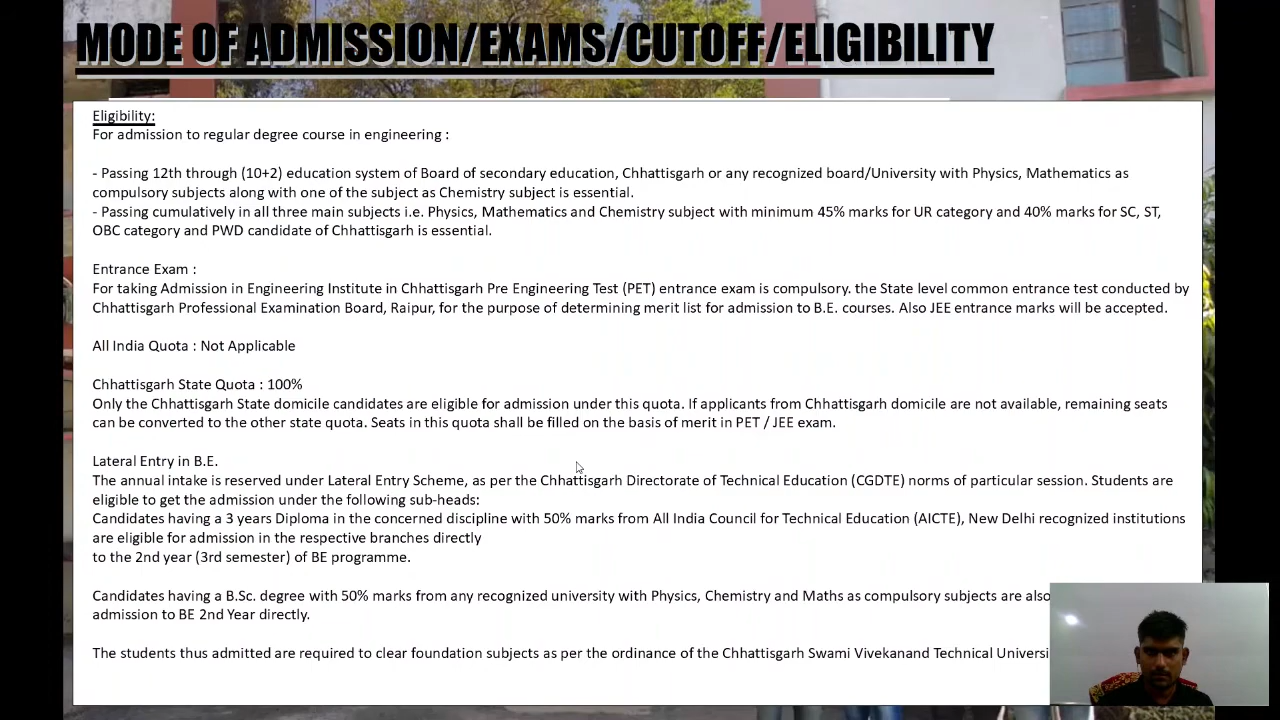 MODE OF ADMISSION/EXAMS/CUTOFF/ELIGIBILITY
Eligibility:
For admission to regular degree course in engineering :
- Passing 12th through (10+2) education system of Board of secondary education, Chhattisgarh or any recognized board/University with Physics, Mathematics as
compulsory subjects along with one of the subject as Chemistry subject is essential.
- Passing cumulatively in all three main subjects i.e. Physics, Mathematics and Chemistry subject with minimum 45% marks for UR category and 40% marks for SC, ST,
OBC category and PWD candidate of Chhattisgarh is essential.
Entrance Exam :
For taking Admission in Engineering Institute in Chhattisgarh Pre Engineering Test (PET) entrance exam is compulsory. the State level common entrance test conducted by
Chhattisgarh Professional Examination Board, Raipur, for the purpose of determining merit list for admission to B.E. courses. Also JEE entrance marks will be accepted.
All India Quota : Not Applicable
Chhattisgarh State Quota : 100%
Only the Chhattisgarh State domicile candidates are eligible for admission under this quota. If applicants from Chhattisgarh domicile are not available, remaining seats
can be converted to the other state quota. Seats in this quota shall be filled on the basis of merit in PET / JEE exam.
Lateral Entry in B.E.
The annual intake is reserved under Lateral Entry Scheme, as per the Chhattisgarh Directorate of Technical Education (CGDTE) norms of particular session. Students are
eligible to get the admission under the following sub-heads:
Candidates having a 3 years Diploma in the concerned discipline with 50% marks from All India Council for Technical Education (AICTE), New Delhi recognized institutions
are eligible for admission in the respective branches directly
to the 2nd year (3rd semester) of BE programme.
Candidates having a B.Sc. degree with 50% marks from any recognized university with Physics, Chemistry and Maths as compulsory subjects are also
admission to BE 2nd Year directly.
The students thus admitted are required to clear foundation subjects as per the ordinance of the Chhattisgarh Swami Vivekanand Technical Universi